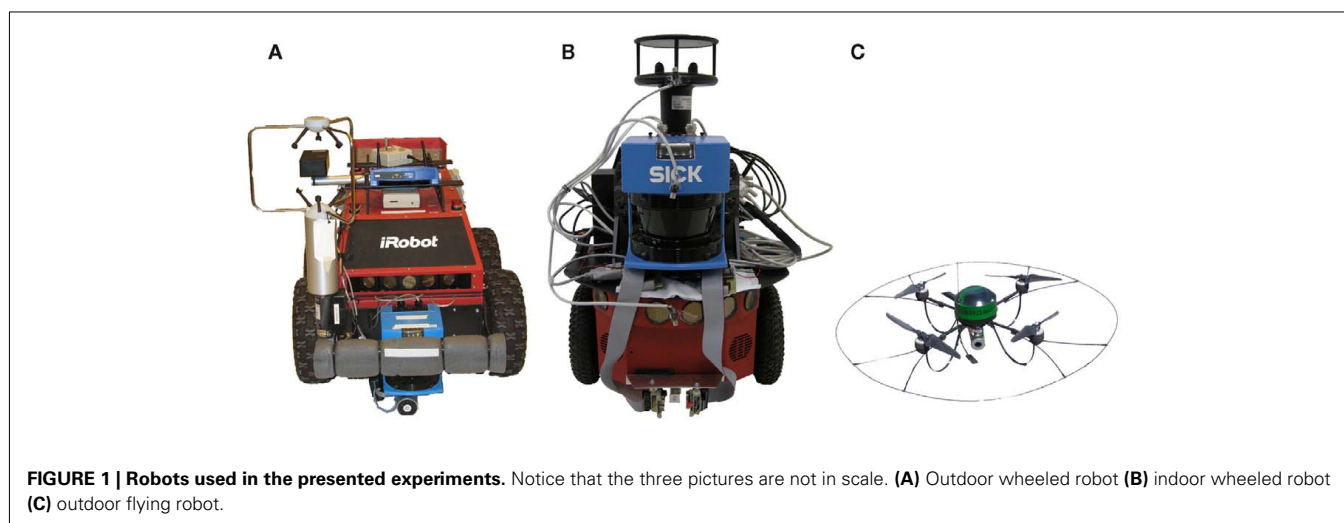 A
B
C
SICK
iRobot
FIGURE 1 | Robots used in the presented experiments. Notice that the three pictures are not in scale. (A) Outdoor wheeled robot (B) indoor wheeled robot
(C) outdoor flying robot.